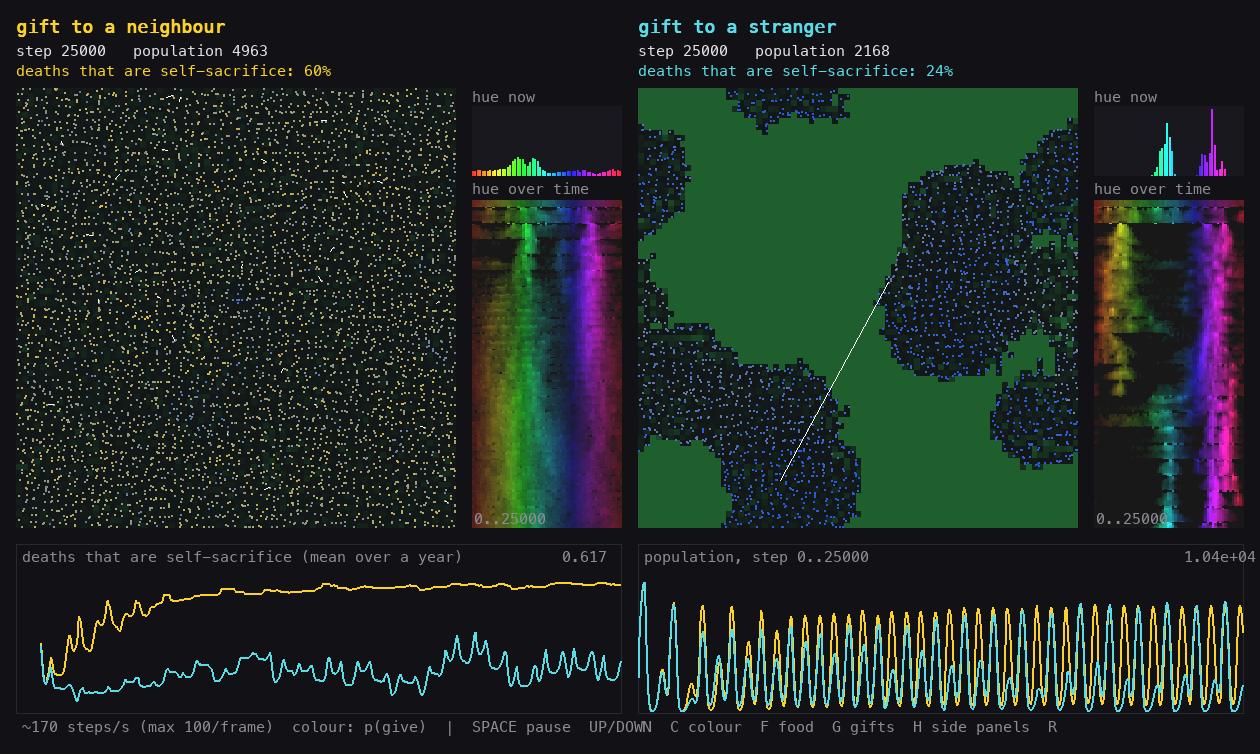 gift to a neighbour
step 25000   population 4963
deaths that are self-sacrifice: 60%
hue now
hue over time
0..25000
gift to a stranger
step 25000   population 2168
deaths that are self-sacrifice: 24%
hue now
hue over time
0..25000
deaths that are self-sacrifice (mean over a year)   0.617
population, step 0..25000   1.04e+04
~170 steps/s (max 100/frame)  colour: p(give)  |  SPACE pause  UP/DOWN  C colour  F food  G gifts  H side panels  R